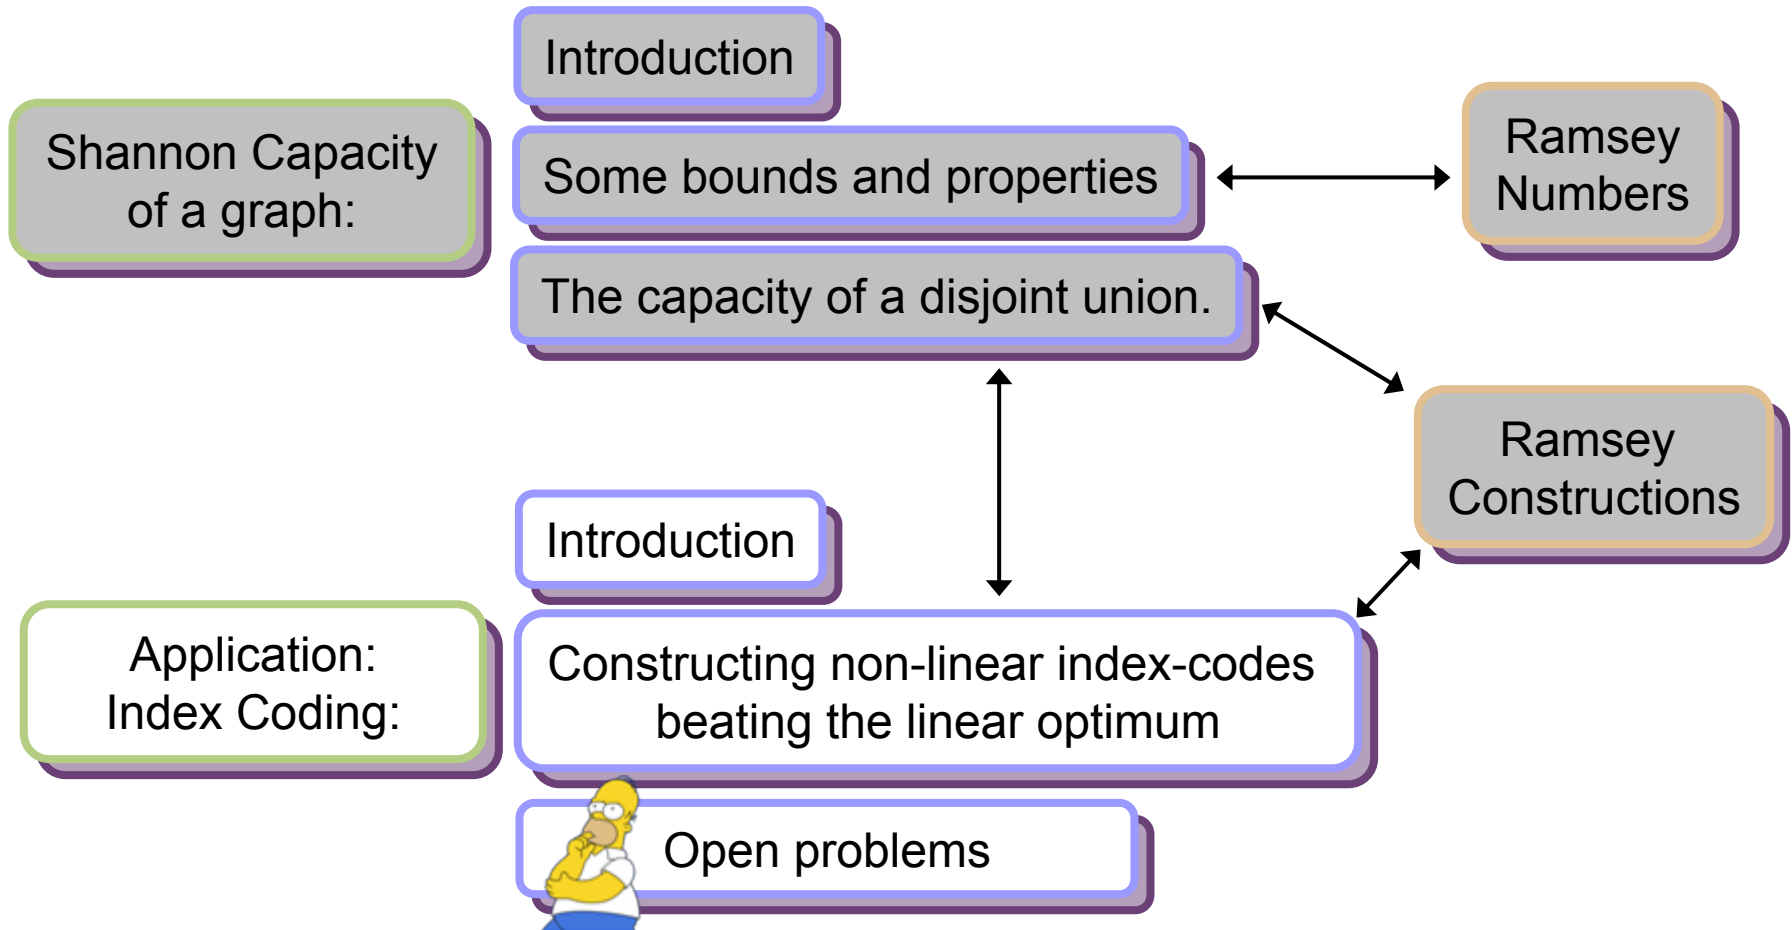 Shannon Capacity
of a graph:
Introduction
Some bounds and properties
The capacity of a disjoint union.
Ramsey
Numbers
Ramsey
Constructions
Application:
Index Coding:
Introduction
Constructing non-linear index-codes
beating the linear optimum
Open problems